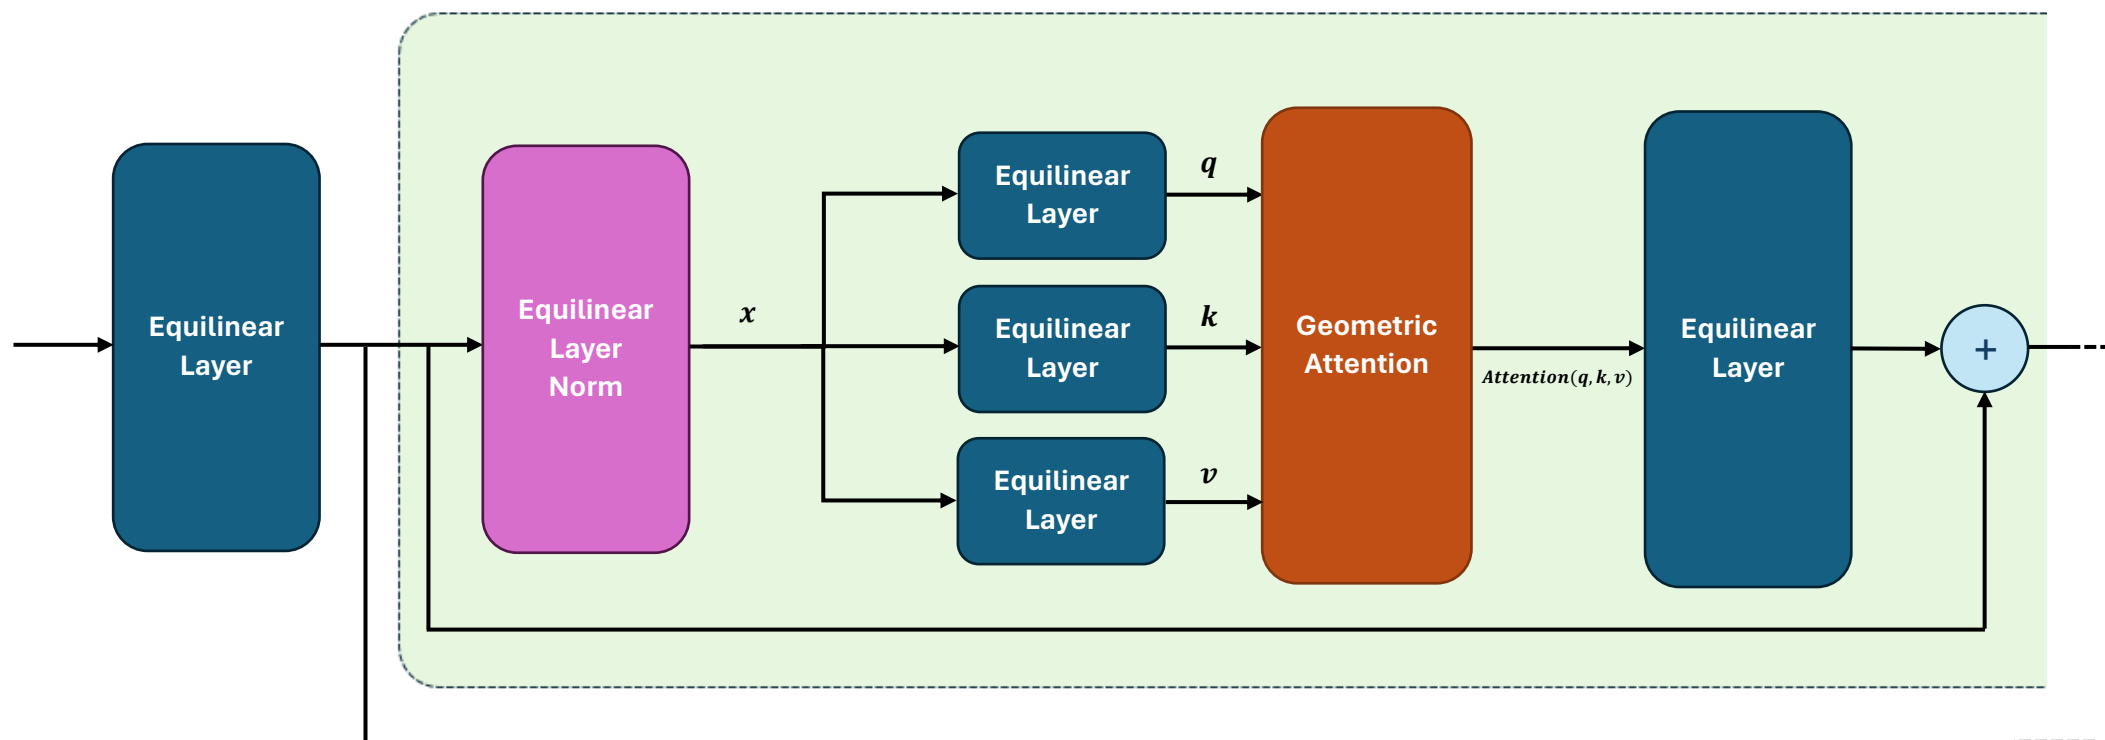 Equilinear
Layer
Equilinear
Layer
Norm
x
Equilinear
Layer
q
Equilinear
Layer
k
Equilinear
Layer
v
Geometric
Attention
Attention(q, k, v)
Equilinear
Layer
+